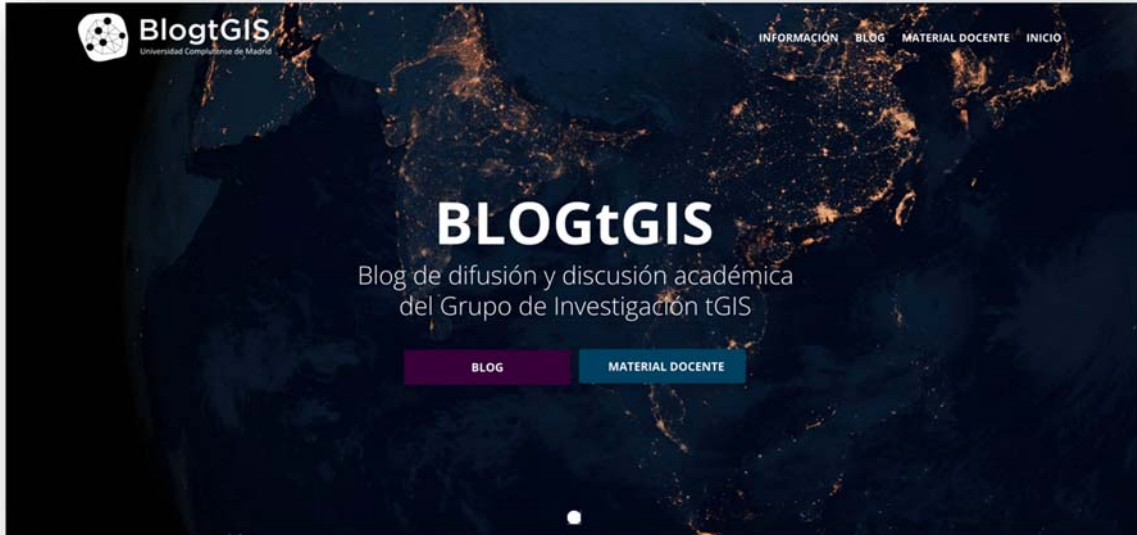 BlogtGIS
Universidad Complutense de Madrid
INFORMACIÓN BLOG MATERIAL DOCENTE INICIO
BLOGtGIS
Blog de difusión y discusión académica
del Grupo de Investigación tGIS
BLOG MATERIAL DOCENTE